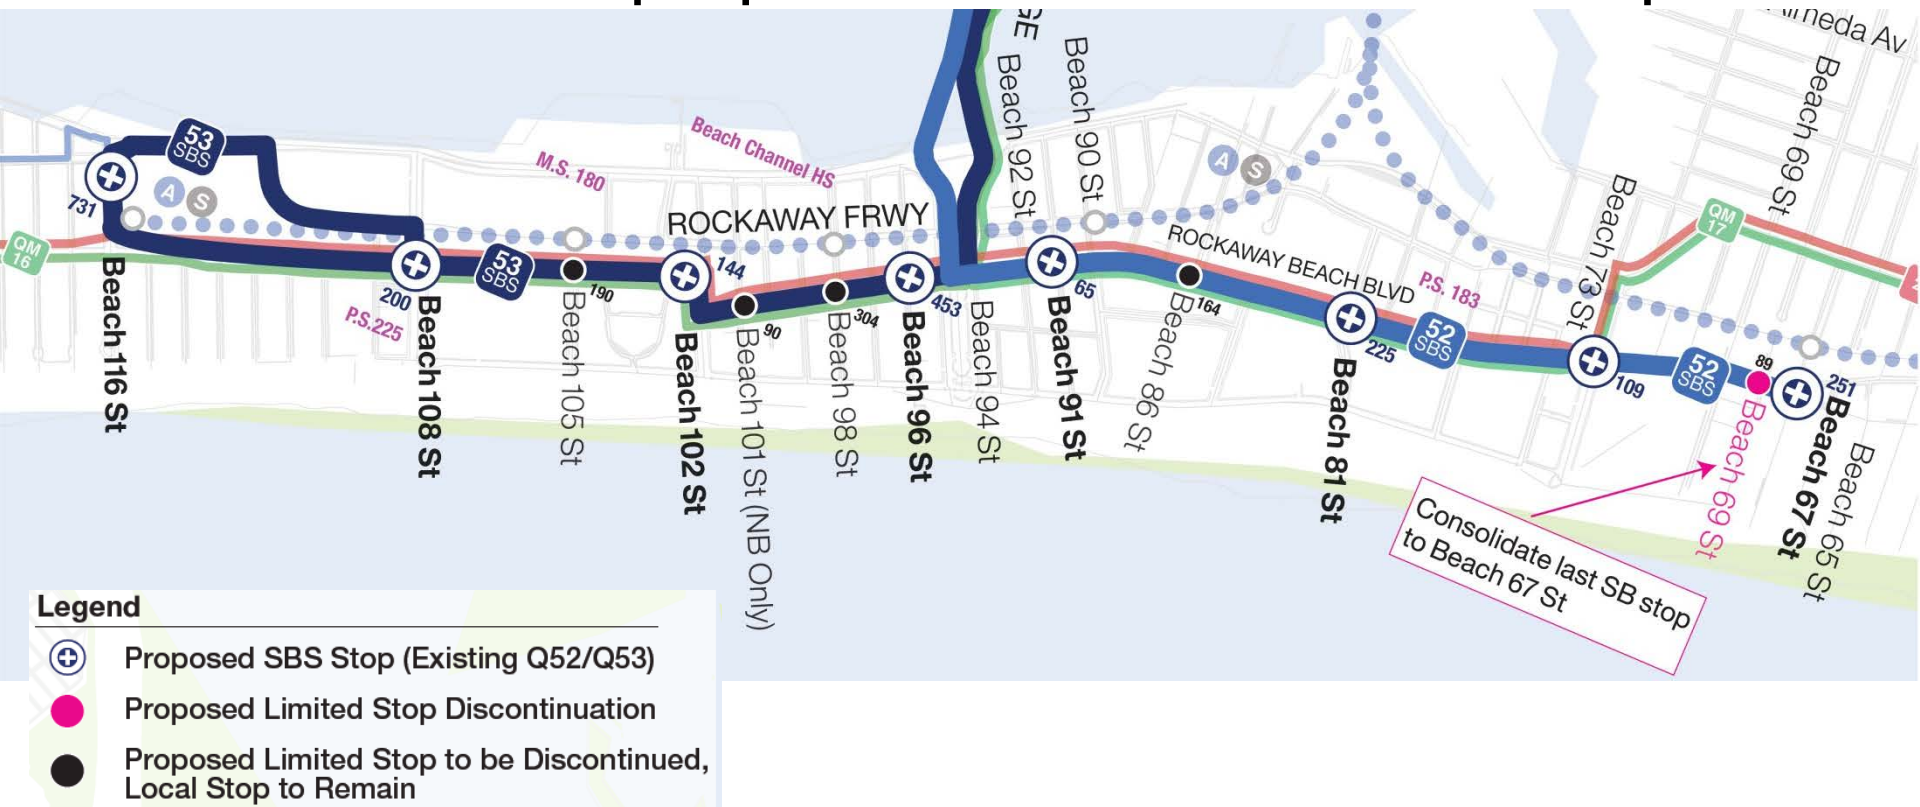 GE
Almeda Av
Beach 92 St
Beach 90 St
Beach 69 St
53
SBS
M.S. 180
Beach Channel HS
A
S
A
S
731
QM
16
QM
17
ROCKAWAY FRWY
ROCKAWAY BEACH BLVD
Beach 73 St
P.S. 183
53
SBS
144
200
190
90
304
453
65
164
225
52
SBS
109
52
SBS
89
251
P.S.225
Beach 116 St
Beach 108 St
Beach 105 St
Beach 102 St
Beach 101 St (NB Only)
Beach 98 St
Beach 96 St
Beach 94 St
Beach 91 St
Beach 86 St
Beach 81 St
Beach 69 St
Beach 67 St
Beach 65 St
Consolidate last SB stop
to Beach 67 St
Legend
Proposed SBS Stop (Existing Q52/Q53)
Proposed Limited Stop Discontinuation
Proposed Limited Stop to be Discontinued,
Local Stop to Remain